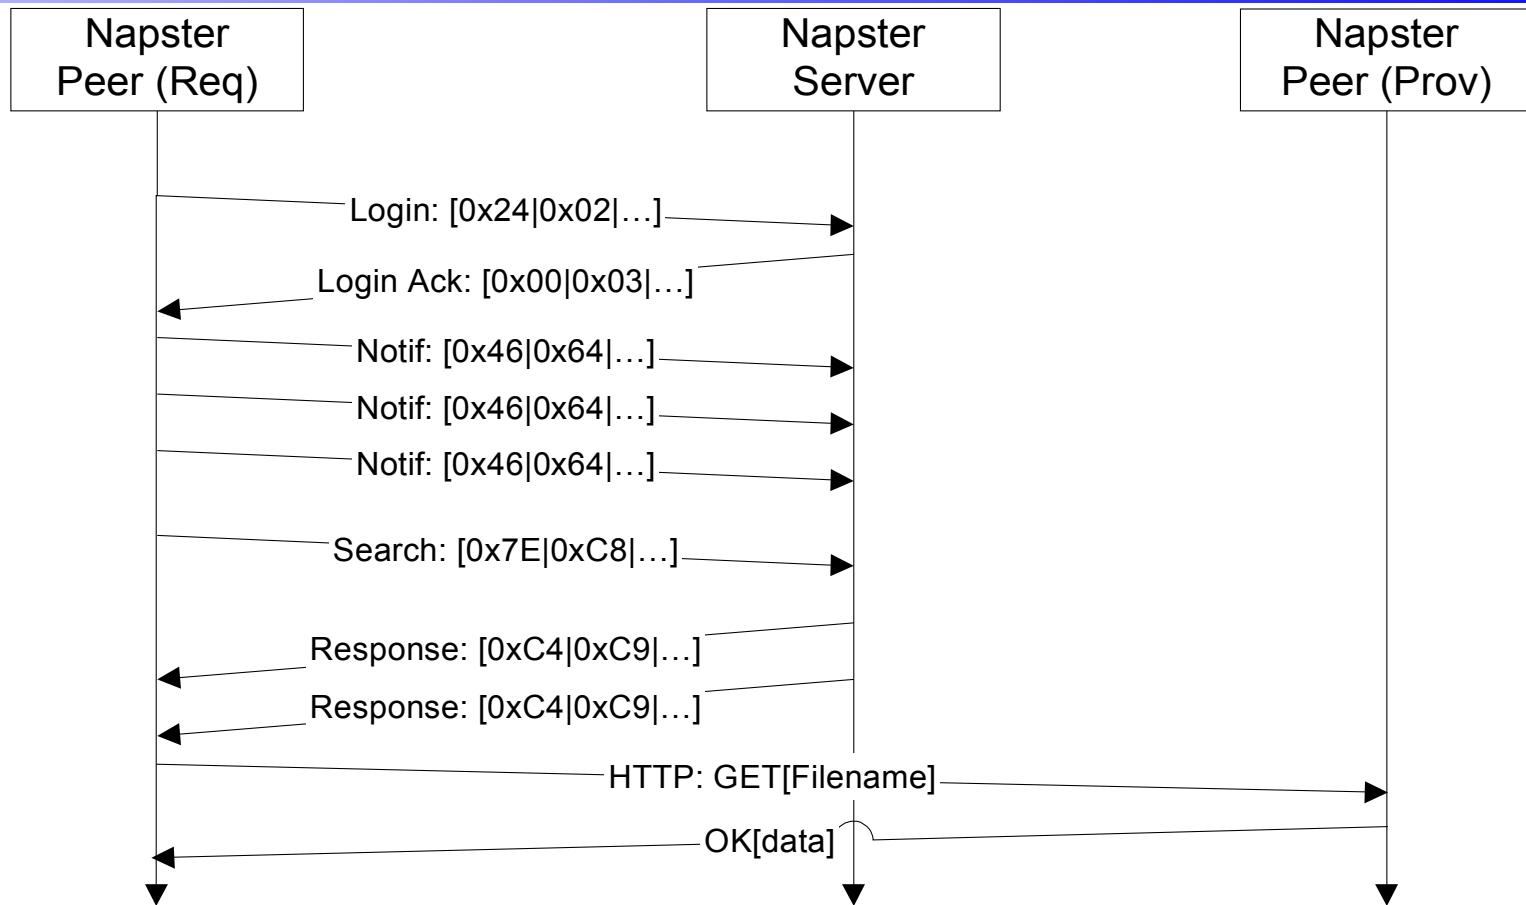 Napster
Peer (Req)
Napster
Server
Napster
Peer (Prov)
Login: [0x24|0x02|…]
Login Ack: [0x00|0x03|…]
Notif: [0x46|0x64|…]
Notif: [0x46|0x64|…]
Notif: [0x46|0x64|…]
Search: [0x7E|0xC8|…]
Response: [0xC4|0xC9|…]
Response: [0xC4|0xC9|…]
HTTP: GET[Filename]
OK[data]